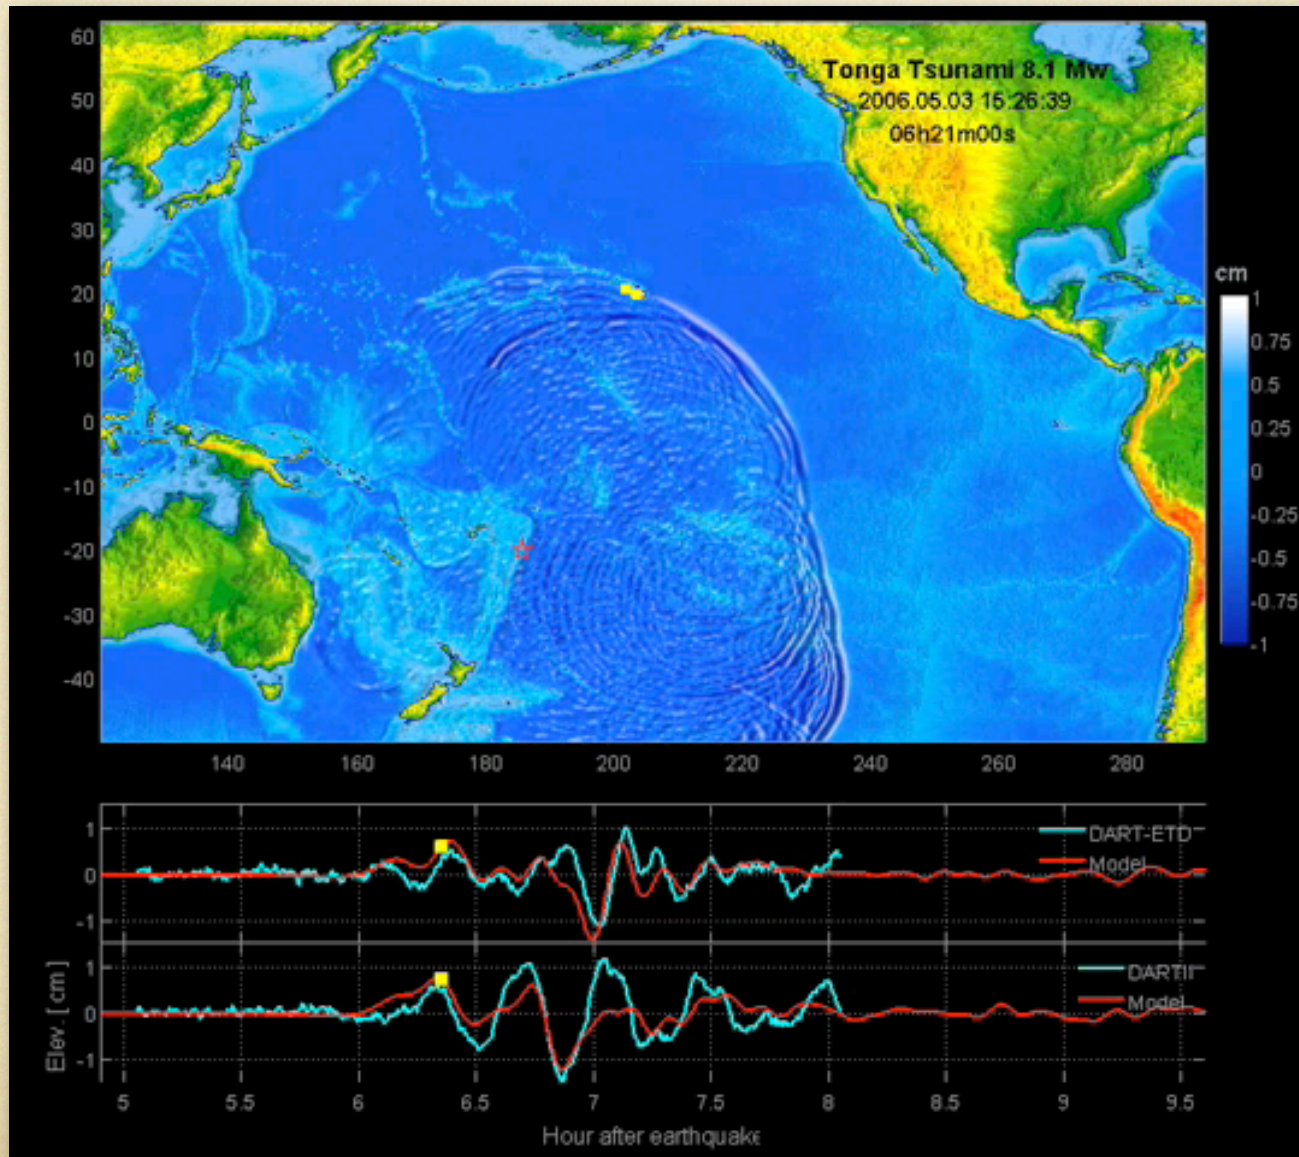 60
50
40
30
20
10
0
-10
-20
-30
-40
Tonga Tsunami 8.1 Mw
2006.05.03 15:26:39
06h21m00s
cm
1
0.75
0.5
0.25
0
-0.25
-0.5
-0.75
-1
140 160 180 200 220 240 260 280
1
0
-1
DART-ETD
Model
1
0
-1
DARTII
Model
Elev. [ cm ]
5 5.5 6 6.5 7 7.5 8 8.5 9 9.5
Hour after earthquake